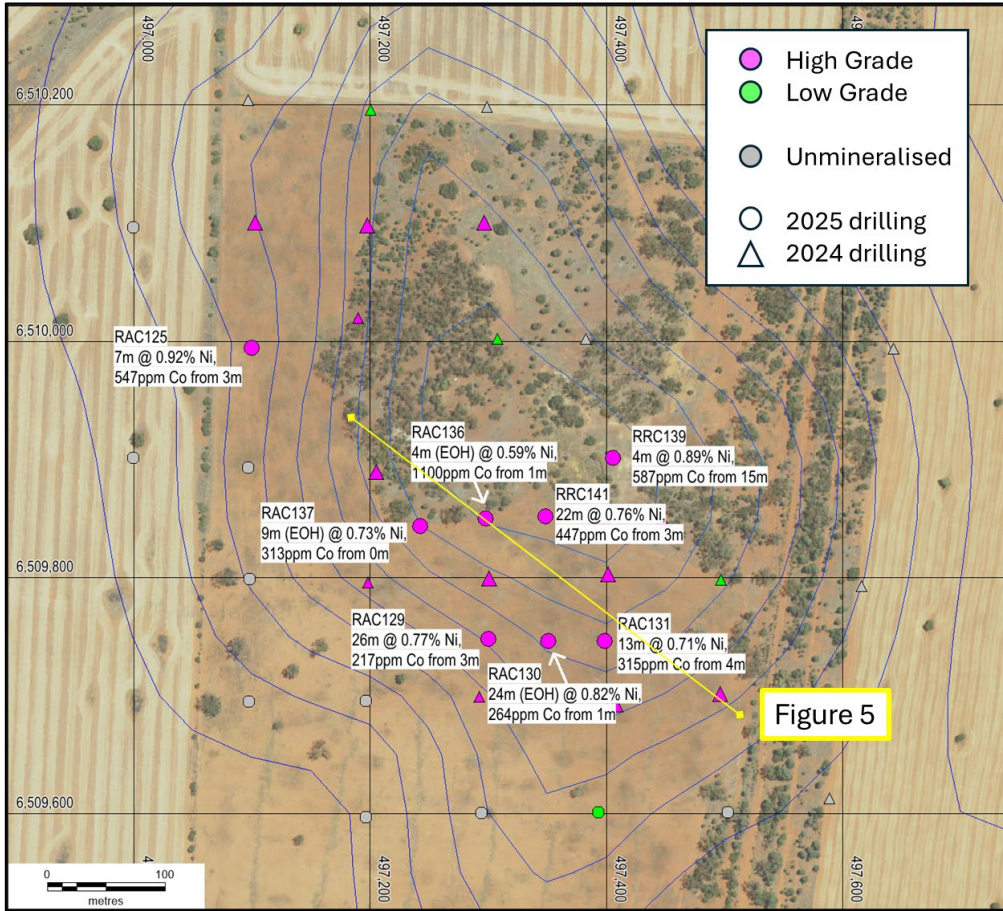 497,000
497,200
497,400
High Grade
Low Grade
Unmineralised
2025 drilling
2024 drilling
6,510,200
6,510,000
RAC125
7m @ 0.92% Ni,
547ppm Co from 3m
RAC136
4m (EOH) @ 0.59% Ni,
1100ppm Co from 1m
RRC139
4m @ 0.89% Ni,
587ppm Co from 15m
RRC141
22m @ 0.76% Ni,
447ppm Co from 3m
RAC137
9m (EOH) @ 0.73% Ni,
313ppm Co from 0m
6,509,800
RAC129
26m @ 0.77% Ni,
217ppm Co from 3m
RAC131
13m @ 0.71% Ni,
315ppm Co from 4m
RAC130
24m (EOH) @ 0.82% Ni,
264ppm Co from 1m
Figure 5
6,509,600
497,200
497,400
497,600
0
100
metres